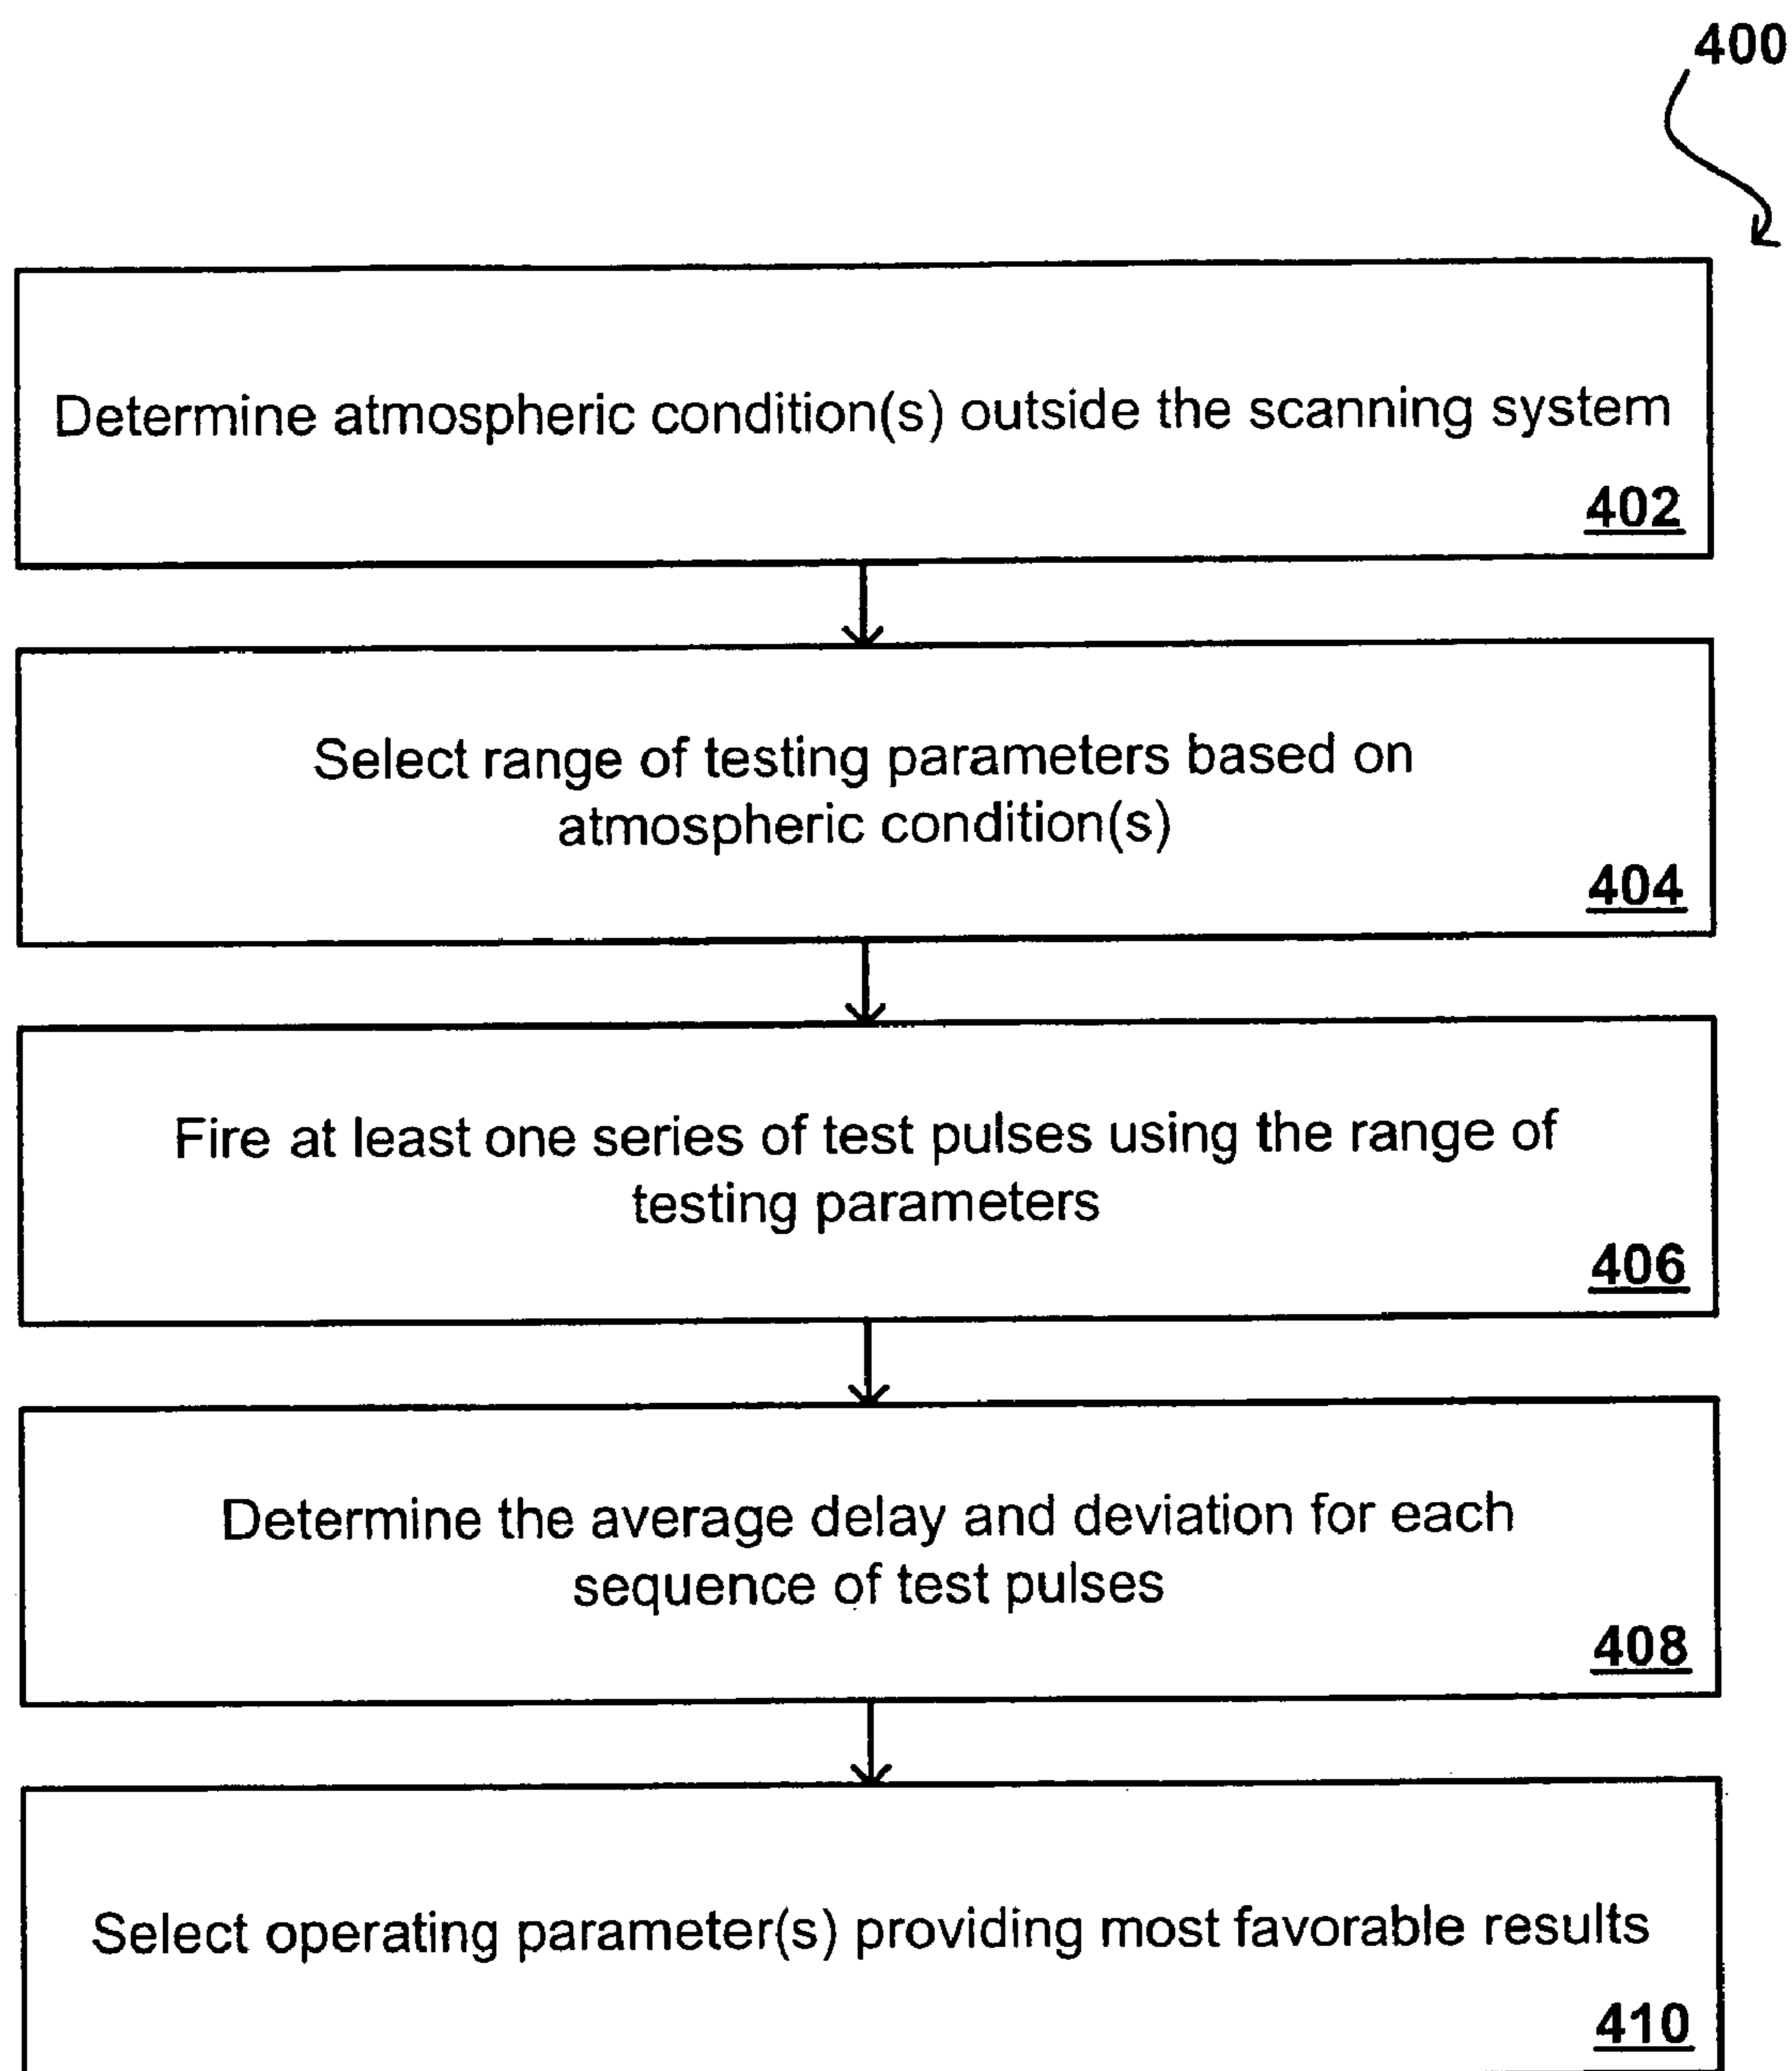 400
Determine atmospheric condition(s) outside the scanning system
402
Select range of testing parameters based on
atmospheric condition(s)
404
Fire at least one series of test pulses using the range of
testing parameters
406
Determine the average delay and deviation for each
sequence of test pulses
408
Select operating parameter(s) providing most favorable results
410